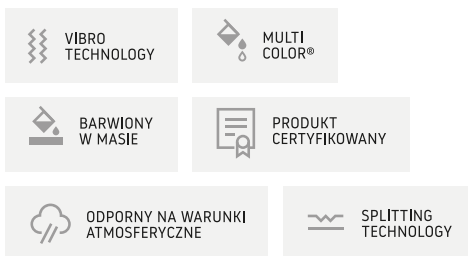 VIBRO
TECHNOLOGY
MULTI
COLOR®
BARWIONY
W MASIE
PRODUKT
CERTYFIKOWANY
ODPORNY NA WARUNKI
ATMOSFERYCZNE
SPLITTING
TECHNOLOGY